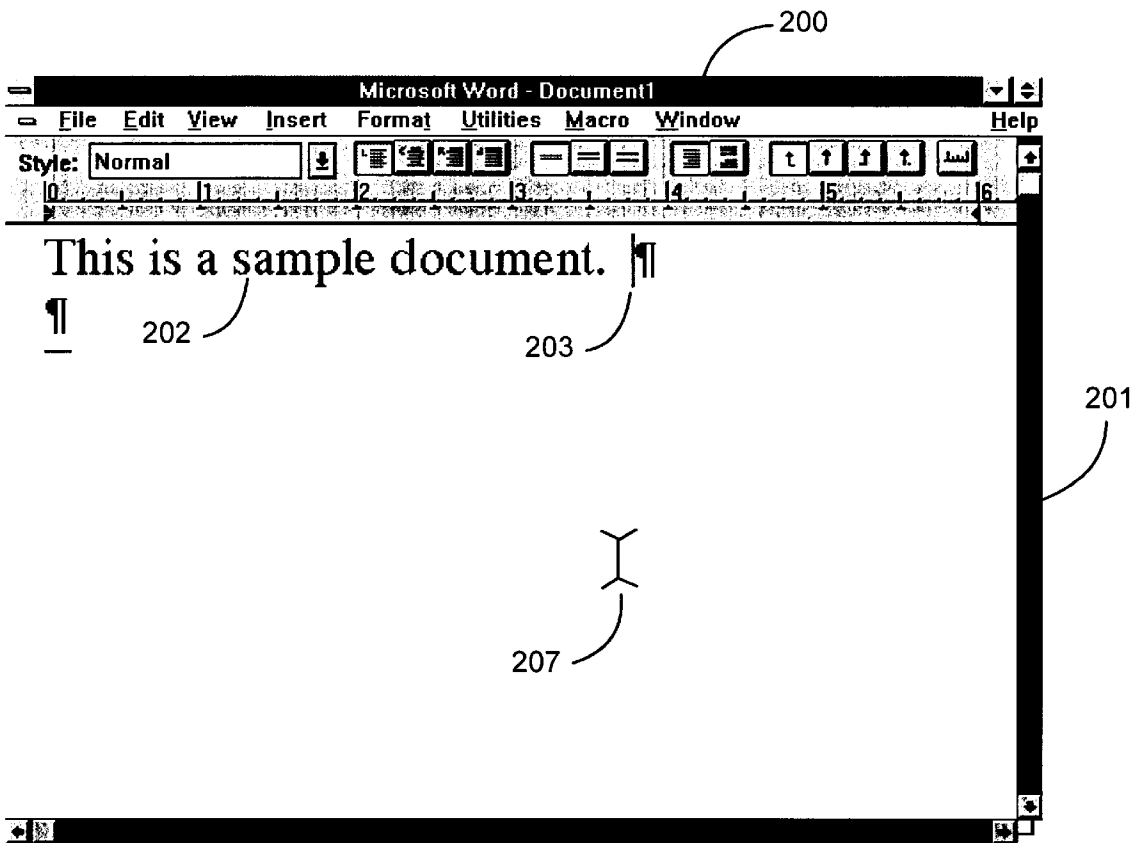 200
Microsoft Word - Document1
File Edit View Insert Format Utilities Macro Window Help
Style: Normal
0 1 2 3 4 5 6
This is a sample document. ¶
¶
202
203
201
207